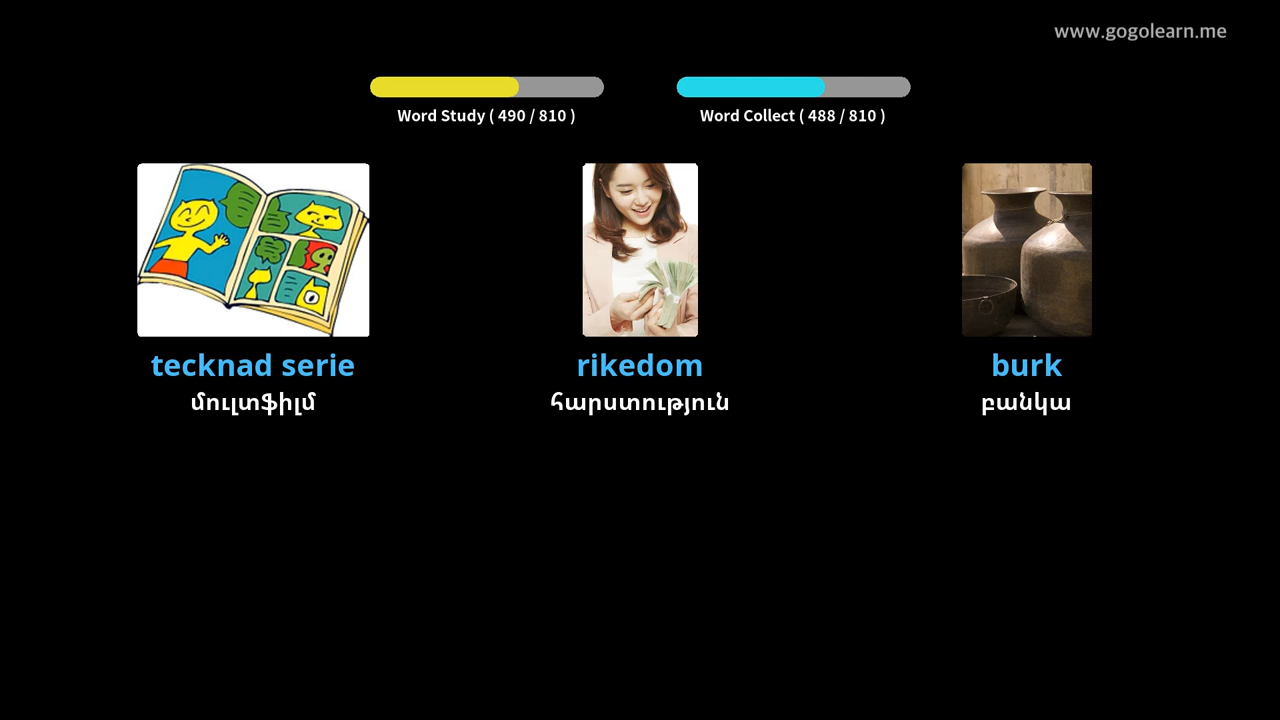 www.gogolearn.me
Word Study ( 490 / 810 )
Word Collect ( 488 / 810 )
tecknad serie
մուլտֆիլմ
rikedom
հարստություն
burk
բանկա